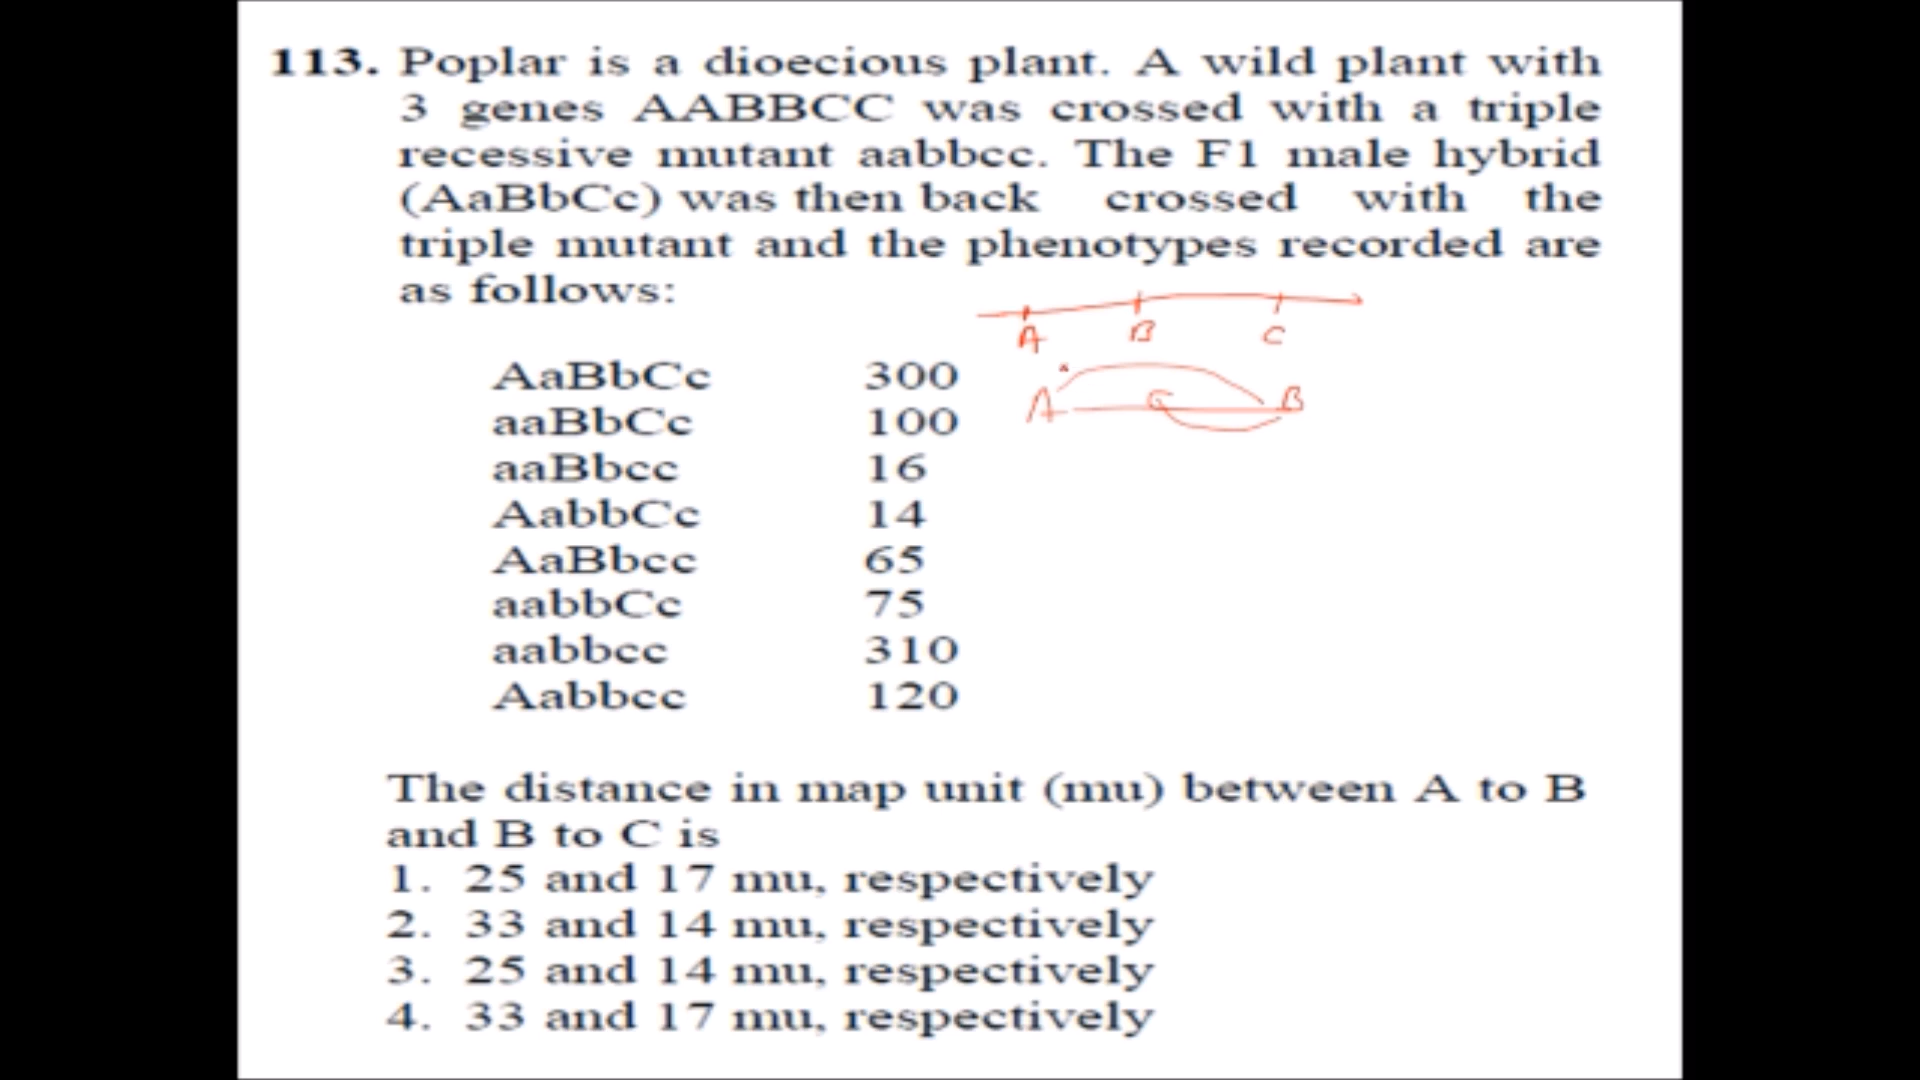 113. Poplar is a dioecious plant. A wild plant with
3 genes AABBCC was crossed with a triple
recessive mutant aabbcc. The F1 male hybrid
(AaBbCc) was then back crossed with the
triple mutant and the phenotypes recorded are
as follows:
A B C
AaBbCc 300
A C B
aaBbCc 100
aaBbcc 16
AabbCc 14
AaBbcc 65
aabbCc 75
aabbcc 310
Aabbcc 120
The distance in map unit (mu) between A to B
and B to C is
1. 25 and 17 mu, respectively
2. 33 and 14 mu, respectively
3. 25 and 14 mu, respectively
4. 33 and 17 mu, respectively